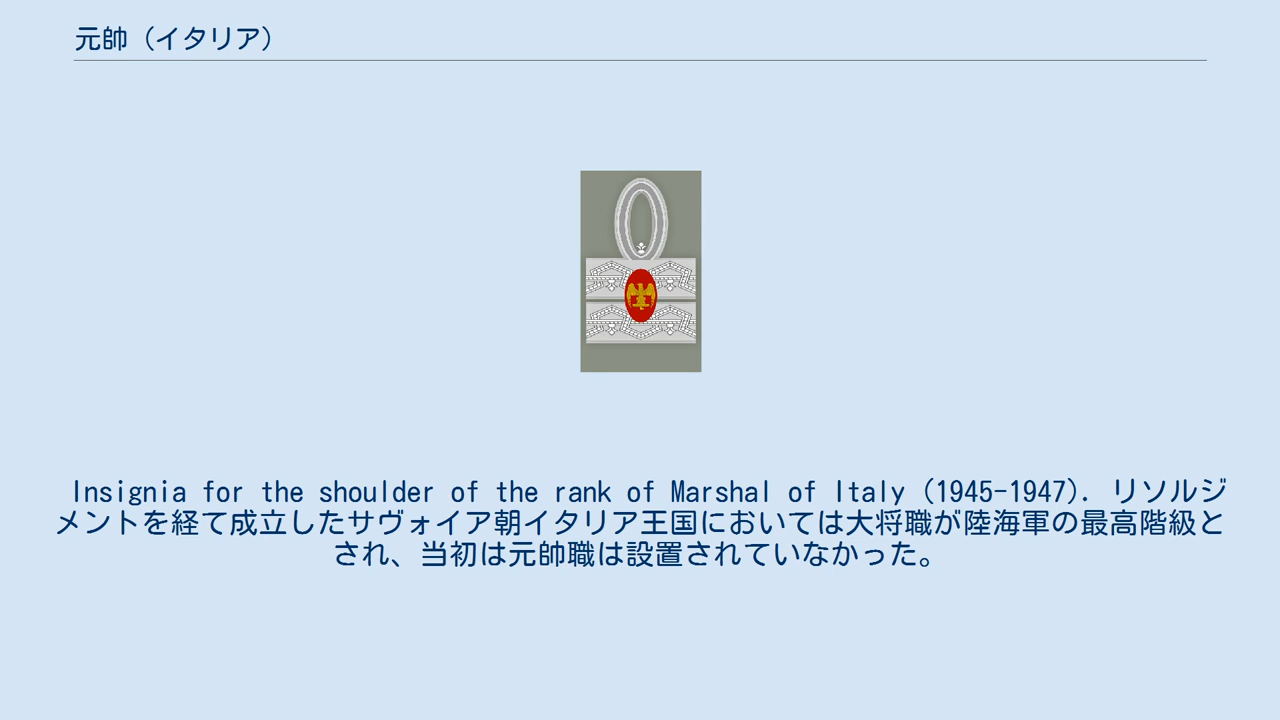 元帥（イタリア）
Insignia for the shoulder of the rank of Marshal of Italy (1945-1947). リソルジ
メントを経て成立したサヴォイア朝イタリア王国においては大将職が陸海軍の最高階級と
され、当初は元帥職は設置されていなかった。